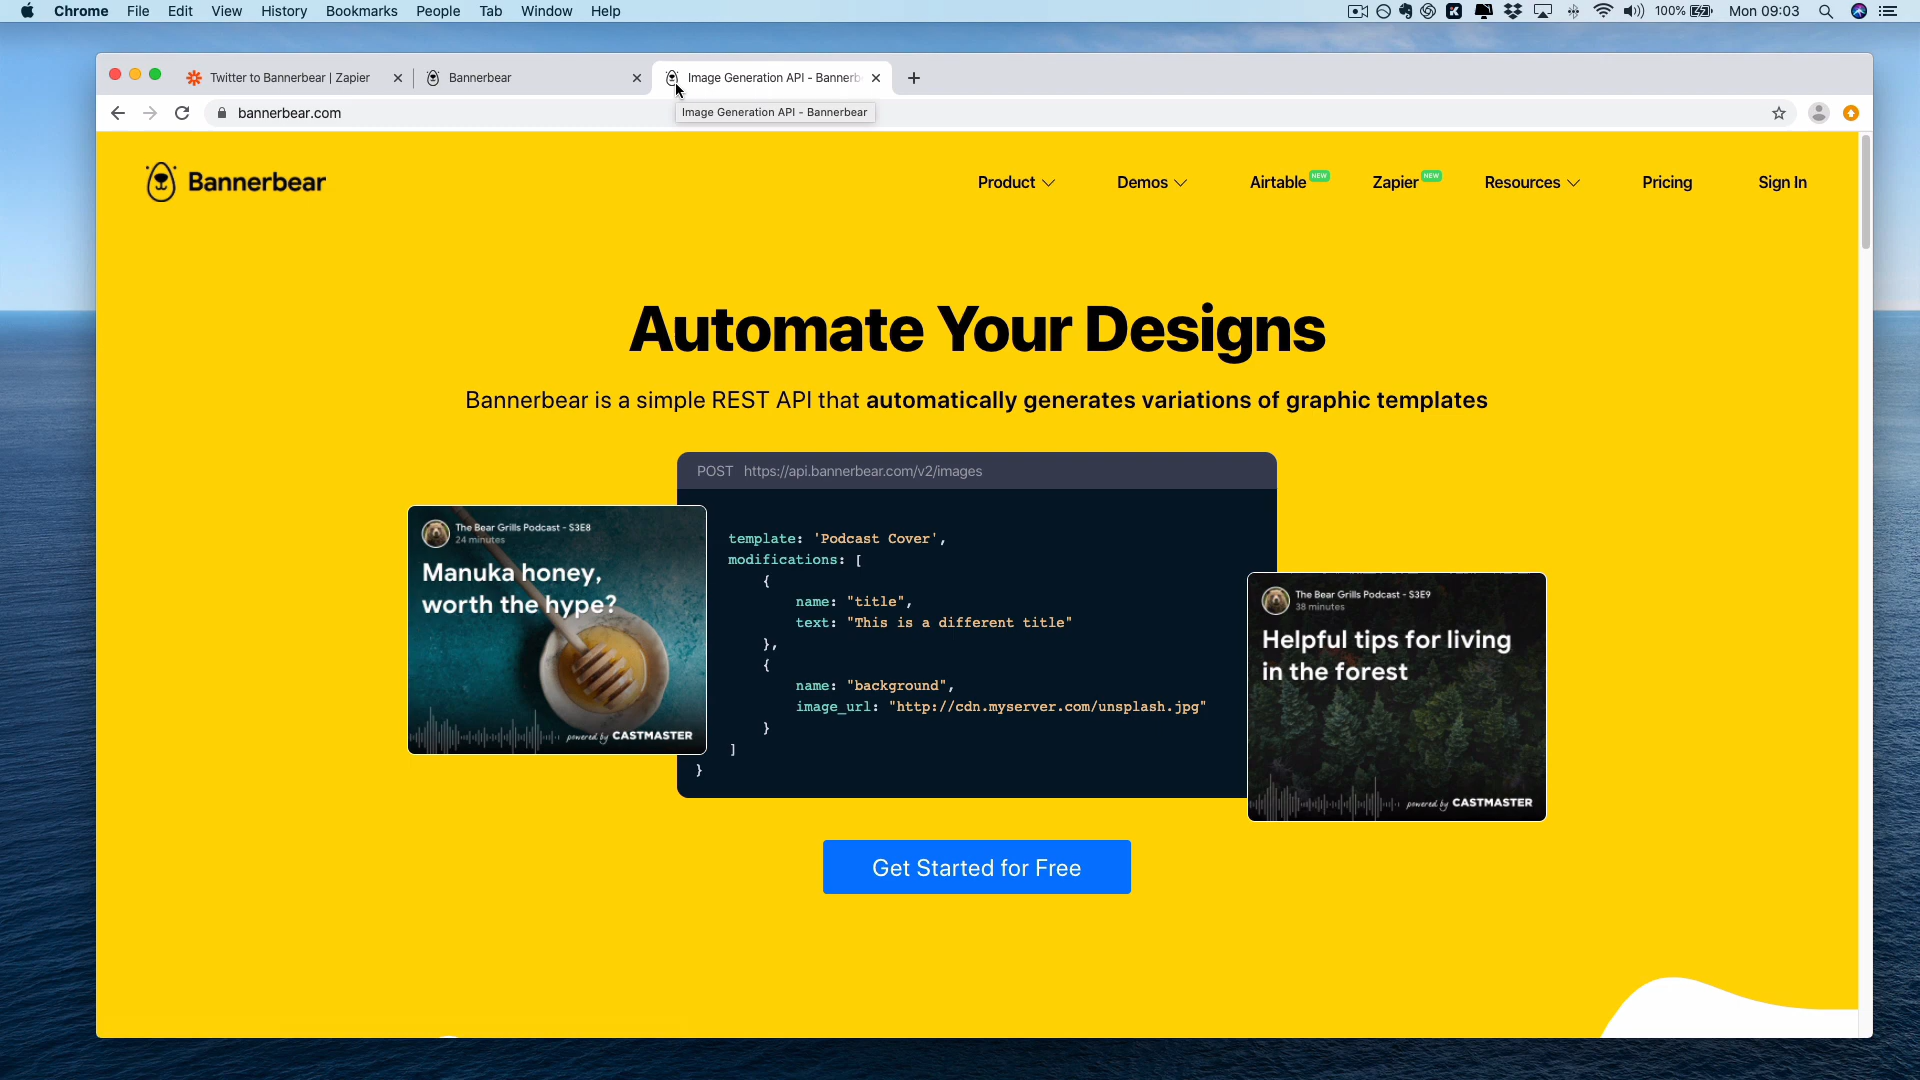 Chrome File Edit View History Bookmarks People Tab Window Help
100% Mon 09:03
Twitter to Bannerbear | Zapier
Bannerbear
Image Generation API - Bannerb
bannerbear.com
Image Generation API - Bannerbear
Bannerbear
Product
Demos
Airtable NEW
Zapier NEW
Resources
Pricing
Sign In
Automate Your Designs
Bannerbear is a simple REST API that automatically generates variations of graphic templates
POST https://api.bannerbear.com/v2/images
template: 'Podcast Cover',
modifications: [
{
name: "title",
text: "This is a different title"
},
{
name: "background",
image_url: "http://cdn.myserver.com/unsplash.jpg"
}
]
}
The Bear Grills Podcast - S3E8
24 minutes
Manuka honey,
worth the hype?
powered by CASTMASTER
The Bear Grills Podcast - S3E9
38 minutes
Helpful tips for living
in the forest
powered by CASTMASTER
Get Started for Free